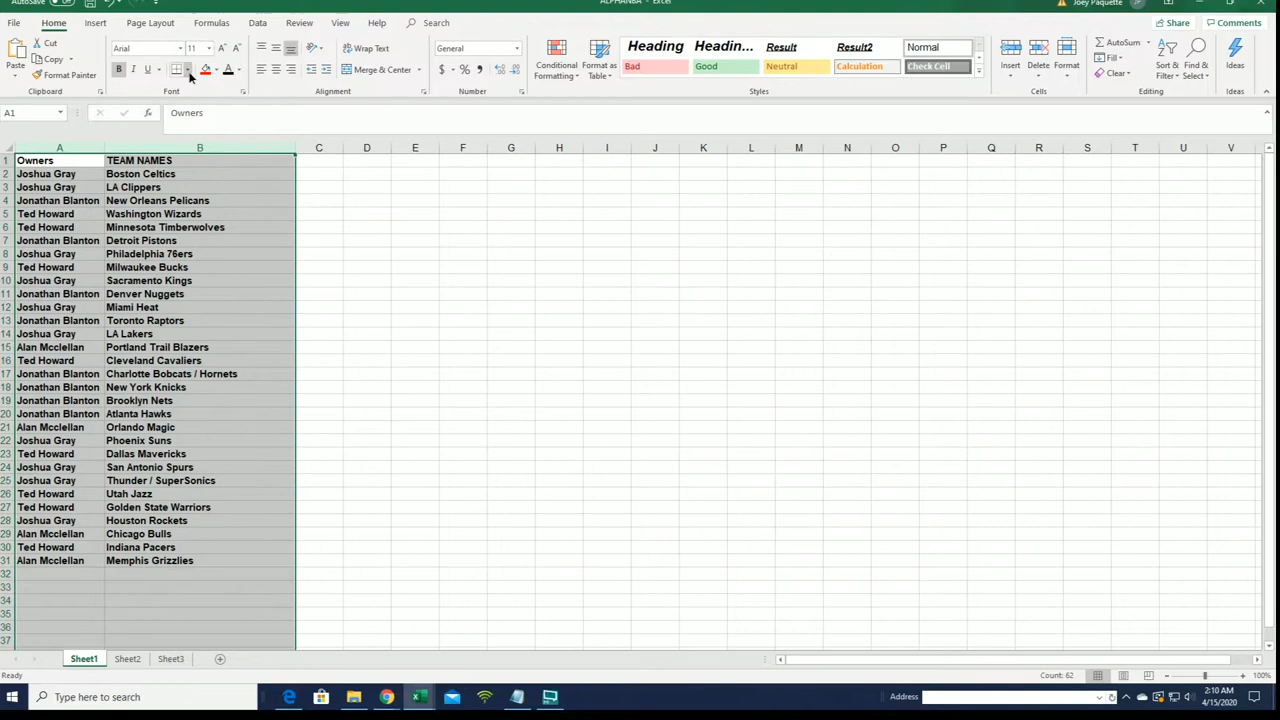 AutoSave Off ALPHANBA - Excel Joey Paquette JP
File Home Insert Page Layout Formulas Data Review View Help Search Share Comments
Paste Cut Copy Format Painter Clipboard
Arial 11 B I U A Font
Wrap Text Merge & Center Alignment
General $ % Number
Conditional Formatting Format as Table
Heading Headin... Result Result2 Normal
Bad Good Neutral Calculation Check Cell
Styles
Insert Delete Format Cells
AutoSum Fill Clear Sort & Filter Find & Select Editing
Ideas Ideas
A1 fx Owners
A B C D E F G H I J K L M N O P Q R S T U V
1 Owners TEAM NAMES
2 Joshua Gray Boston Celtics
3 Joshua Gray LA Clippers
4 Jonathan Blanton New Orleans Pelicans
5 Ted Howard Washington Wizards
6 Ted Howard Minnesota Timberwolves
7 Jonathan Blanton Detroit Pistons
8 Joshua Gray Philadelphia 76ers
9 Ted Howard Milwaukee Bucks
10 Joshua Gray Sacramento Kings
11 Jonathan Blanton Denver Nuggets
12 Joshua Gray Miami Heat
13 Jonathan Blanton Toronto Raptors
14 Joshua Gray LA Lakers
15 Alan Mcclellan Portland Trail Blazers
16 Ted Howard Cleveland Cavaliers
17 Jonathan Blanton Charlotte Bobcats / Hornets
18 Jonathan Blanton New York Knicks
19 Jonathan Blanton Brooklyn Nets
20 Jonathan Blanton Atlanta Hawks
21 Alan Mcclellan Orlando Magic
22 Joshua Gray Phoenix Suns
23 Ted Howard Dallas Mavericks
24 Joshua Gray San Antonio Spurs
25 Joshua Gray Thunder / SuperSonics
26 Ted Howard Utah Jazz
27 Ted Howard Golden State Warriors
28 Joshua Gray Houston Rockets
29 Alan Mcclellan Chicago Bulls
30 Ted Howard Indiana Pacers
31 Alan Mcclellan Memphis Grizzlies
32
33
34
35
36
37
Sheet1 Sheet2 Sheet3
Ready Count: 62 100%
Type here to search Address 2:10 AM
4/15/2020